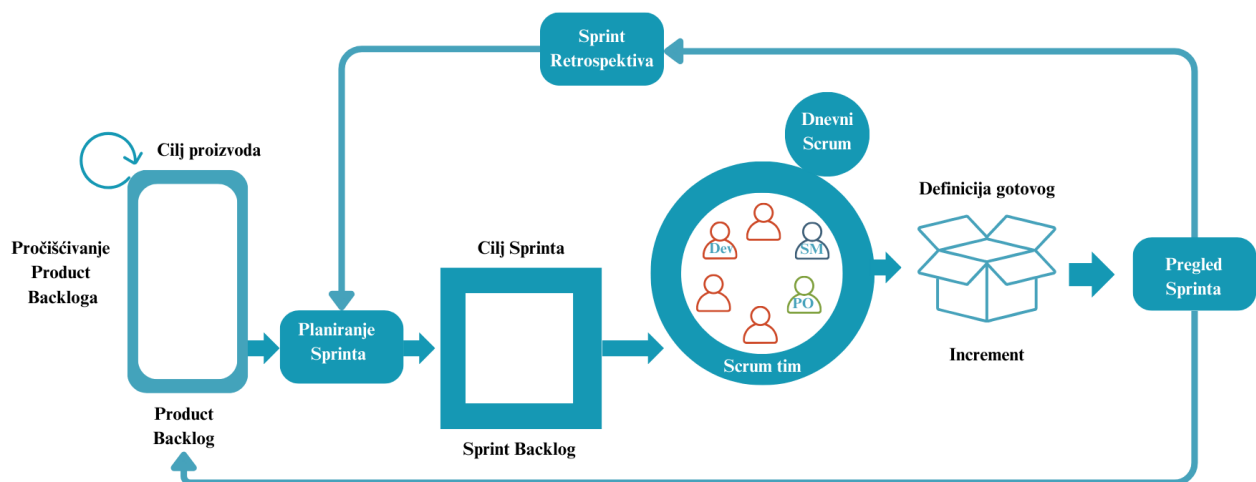 Sprint
Retrospektiva
Dnevni
Scrum
Cilj proizvoda
Definicija gotovog
Pročišćivanje
Product
Backloga
Cilj Sprinta
Dev
SM
PO
Pregled
Sprinta
Planiranje
Sprinta
Scrum tim
Increment
Product
Backlog
Sprint Backlog